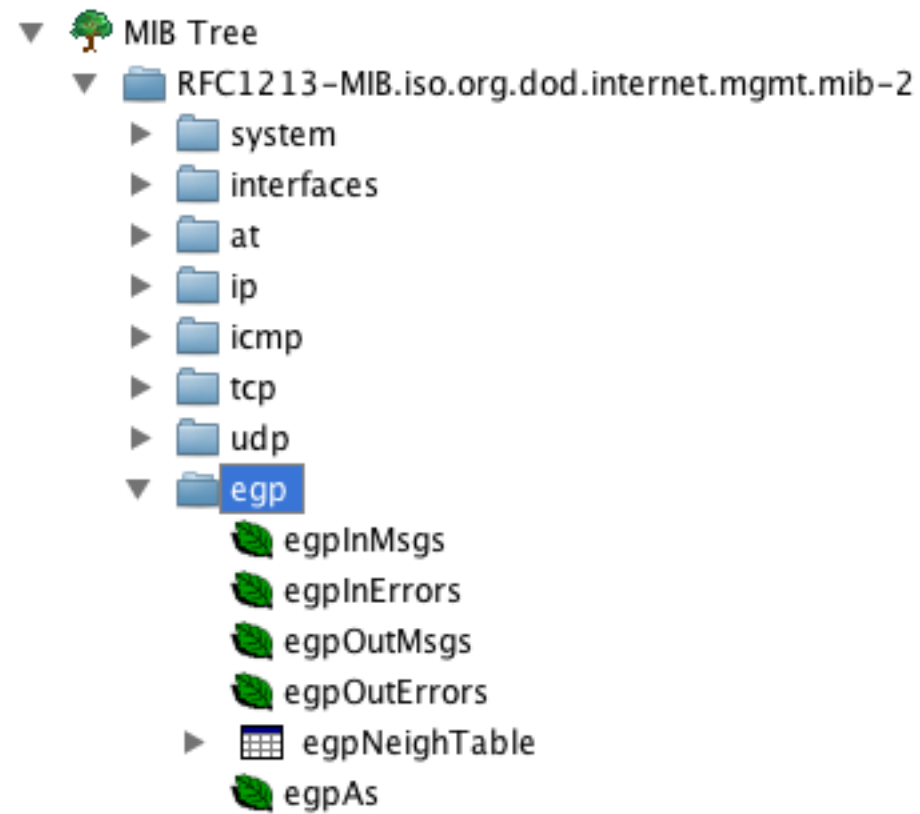 MIB Tree
RFC1213-MIB.iso.org.dod.internet.mgmt.mib-2
system
interfaces
at
ip
icmp
tcp
udp
egp
egpInMsgs
egpInErrors
egpOutMsgs
egpOutErrors
egpNeighTable
egpAs